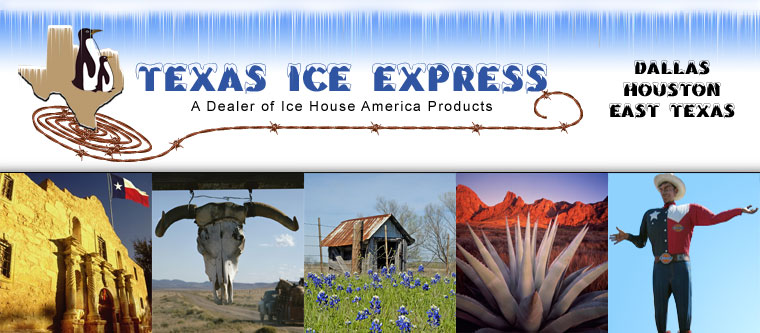 TEXAS ICE EXPRESS
A Dealer of Ice House America Products
DALLAS
HOUSTON
EAST TEXAS